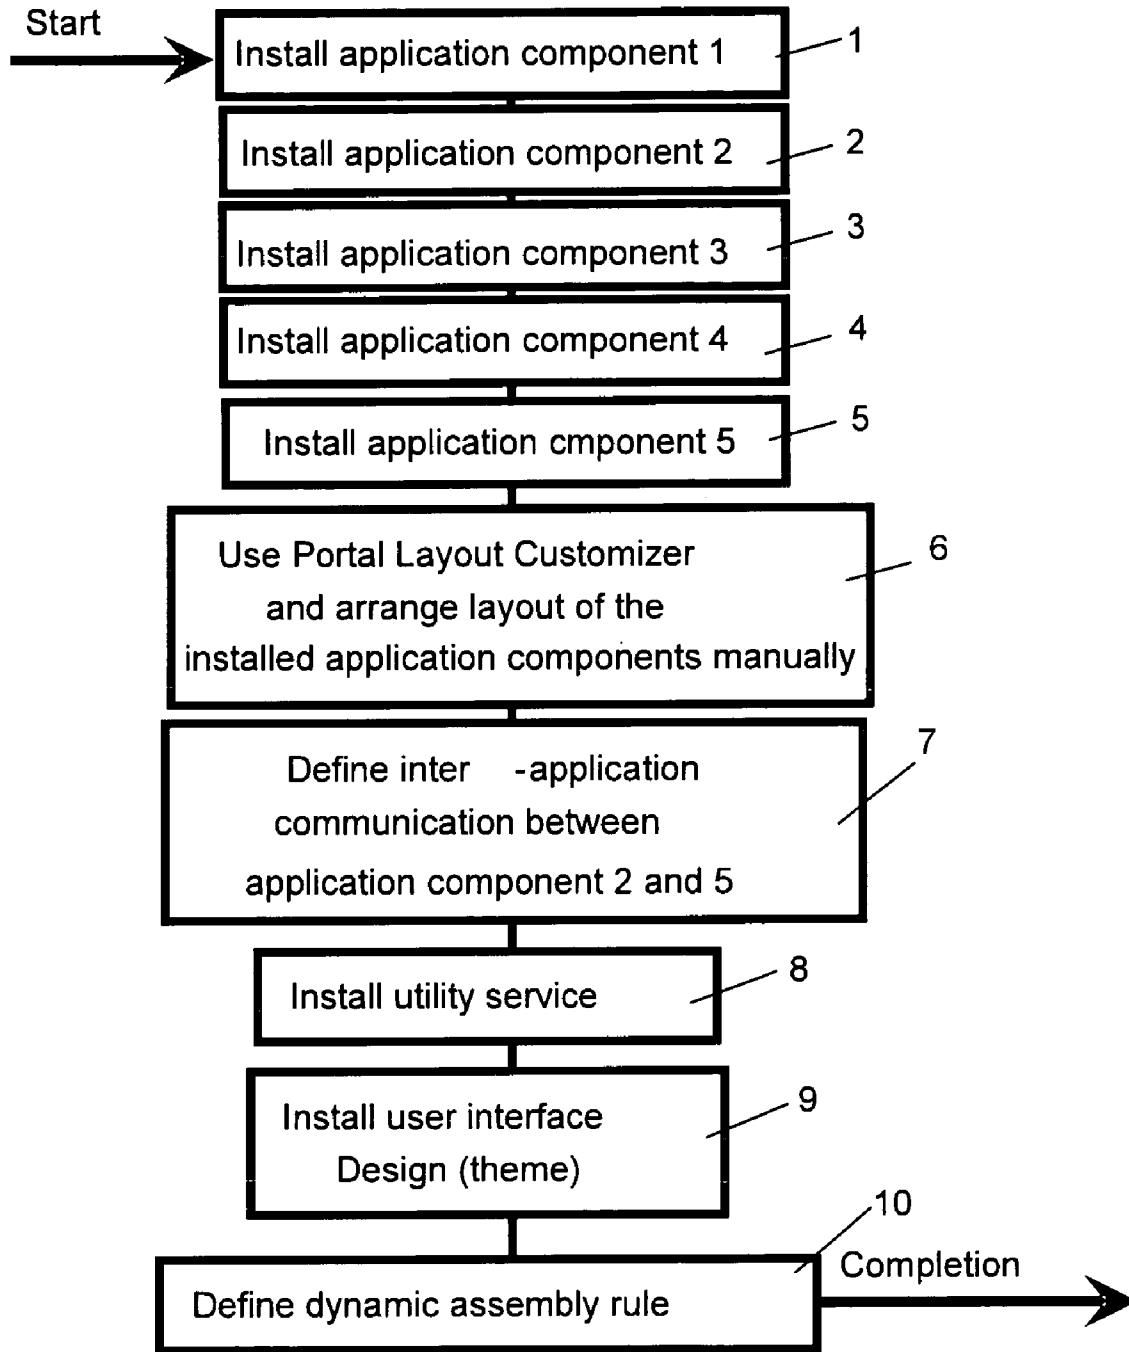 Start
Install application component 1
1
Install application component 2
2
Install application component 3
3
Install application component 4
4
Install application cmponent 5
5
Use Portal Layout Customizer
and arrange layout of the
installed application components manually
6
Define inter -application
communication between
application component 2 and 5
7
Install utility service
8
Install user interface
Design (theme)
9
Define dynamic assembly rule
10
Completion